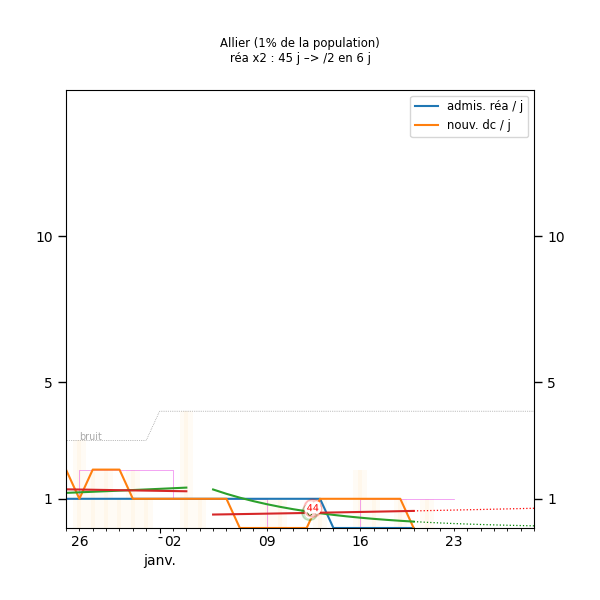 Allier (1% de la population)
réa x2 : 45 j –> /2 en 6 j
admis. réa / j
nouv. dc / j
10
10
5
5
bruit
1
1
44
26
02
09
16
23
janv.